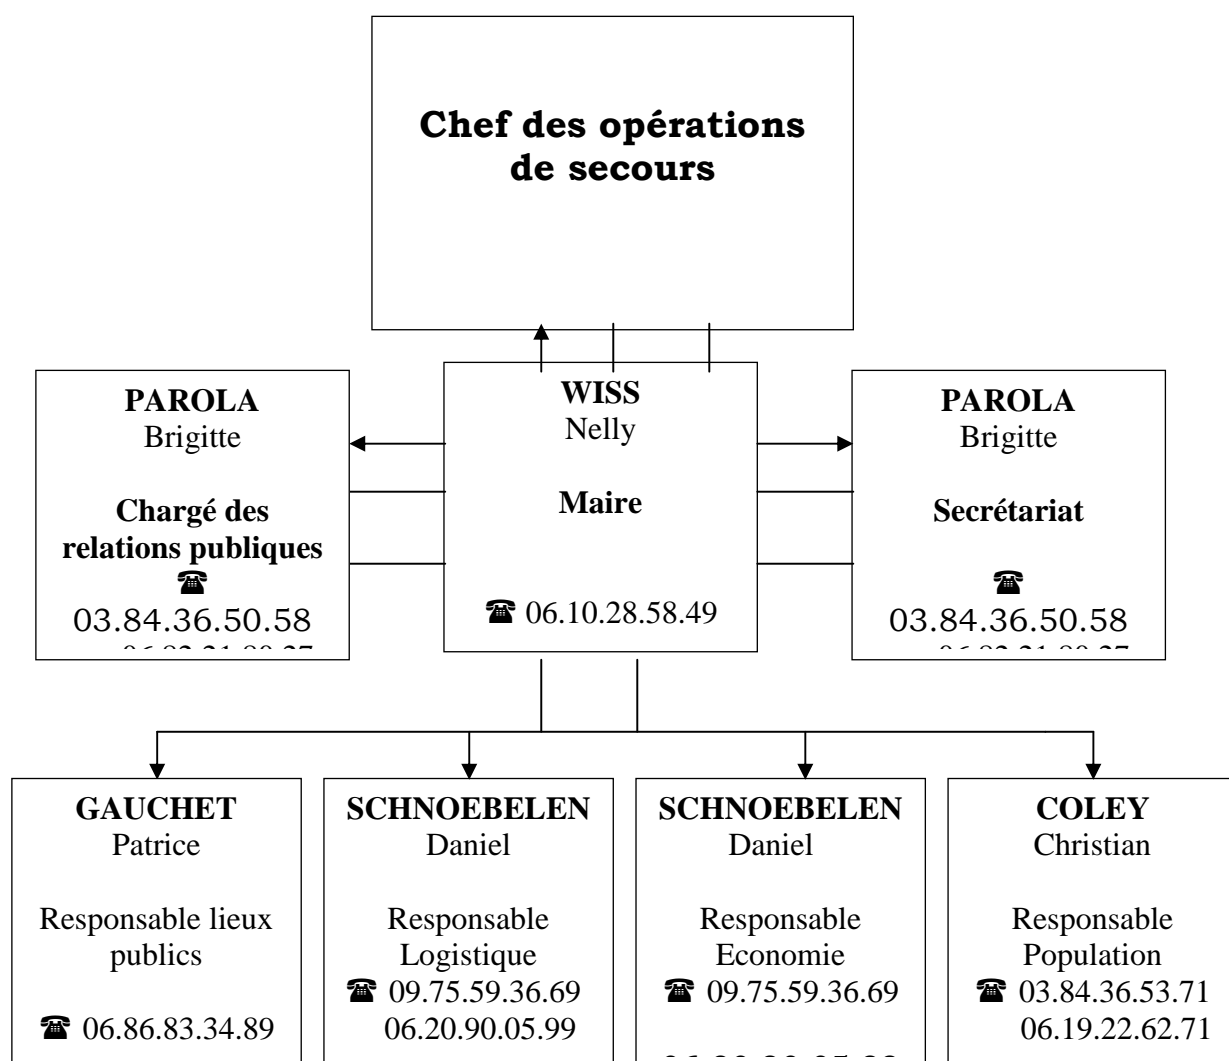 Chef des opérations
de secours
PAROLA
Brigitte
Chargé des
relations publiques
☎
03.84.36.50.58
WISS
Nelly
Maire
☎ 06.10.28.58.49
PAROLA
Brigitte
Secrétariat
☎
03.84.36.50.58
GAUCHET
Patrice
Responsable lieux
publics
☎ 06.86.83.34.89
SCHNOEBELEN
Daniel
Responsable
Logistique
☎ 09.75.59.36.69
06.20.90.05.99
SCHNOEBELEN
Daniel
Responsable
Economie
☎ 09.75.59.36.69
COLEY
Christian
Responsable
Population
☎ 03.84.36.53.71
06.19.22.62.71